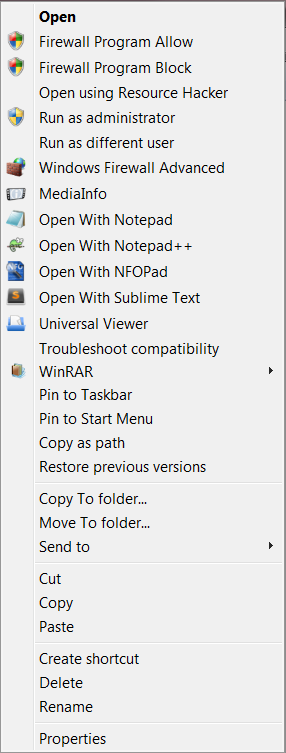 Open
Firewall Program Allow
Firewall Program Block
Open using Resource Hacker
Run as administrator
Run as different user
Windows Firewall Advanced
MediaInfo
Open With Notepad
Open With Notepad++
Open With NFOPad
Open With Sublime Text
Universal Viewer
Troubleshoot compatibility
WinRAR
Pin to Taskbar
Pin to Start Menu
Copy as path
Restore previous versions
Copy To folder...
Move To folder...
Send to
Cut
Copy
Paste
Create shortcut
Delete
Rename
Properties